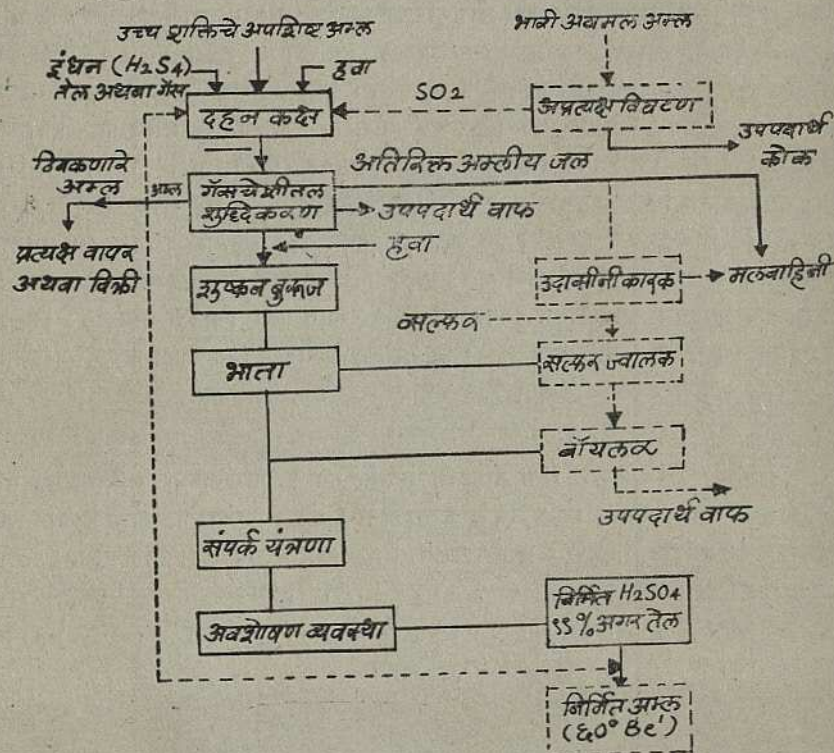 उच्च शक्तिचे अपशिष्ट अम्ल
भारी अवमल अम्ल
इंधन (H2S4)
तेल अथवा गॅस
हवा
दहन कक्ष
SO2
अप्रत्यक्ष विघटण
उपपदार्थ
कोक
ठिबकणारे
अम्ल
अम्ल
गॅसचे शीतल
शुद्धिकरण
अतिरिक्त अम्लीय जल
उपपदार्थ वाफ
हवा
प्रत्यक्ष वापर
अथवा विक्री
शुष्कन बुरूज
उदासीनीकारक
मलवाहिनी
सल्फर
भाता
सल्फर ज्वालक
बॉयलर
उपपदार्थ वाफ
संपर्क यंत्रणा
अवशोषण व्यवस्था
निर्मित H2SO4
९९% अगर तेल
निर्मित अम्ल
(६०° Be')